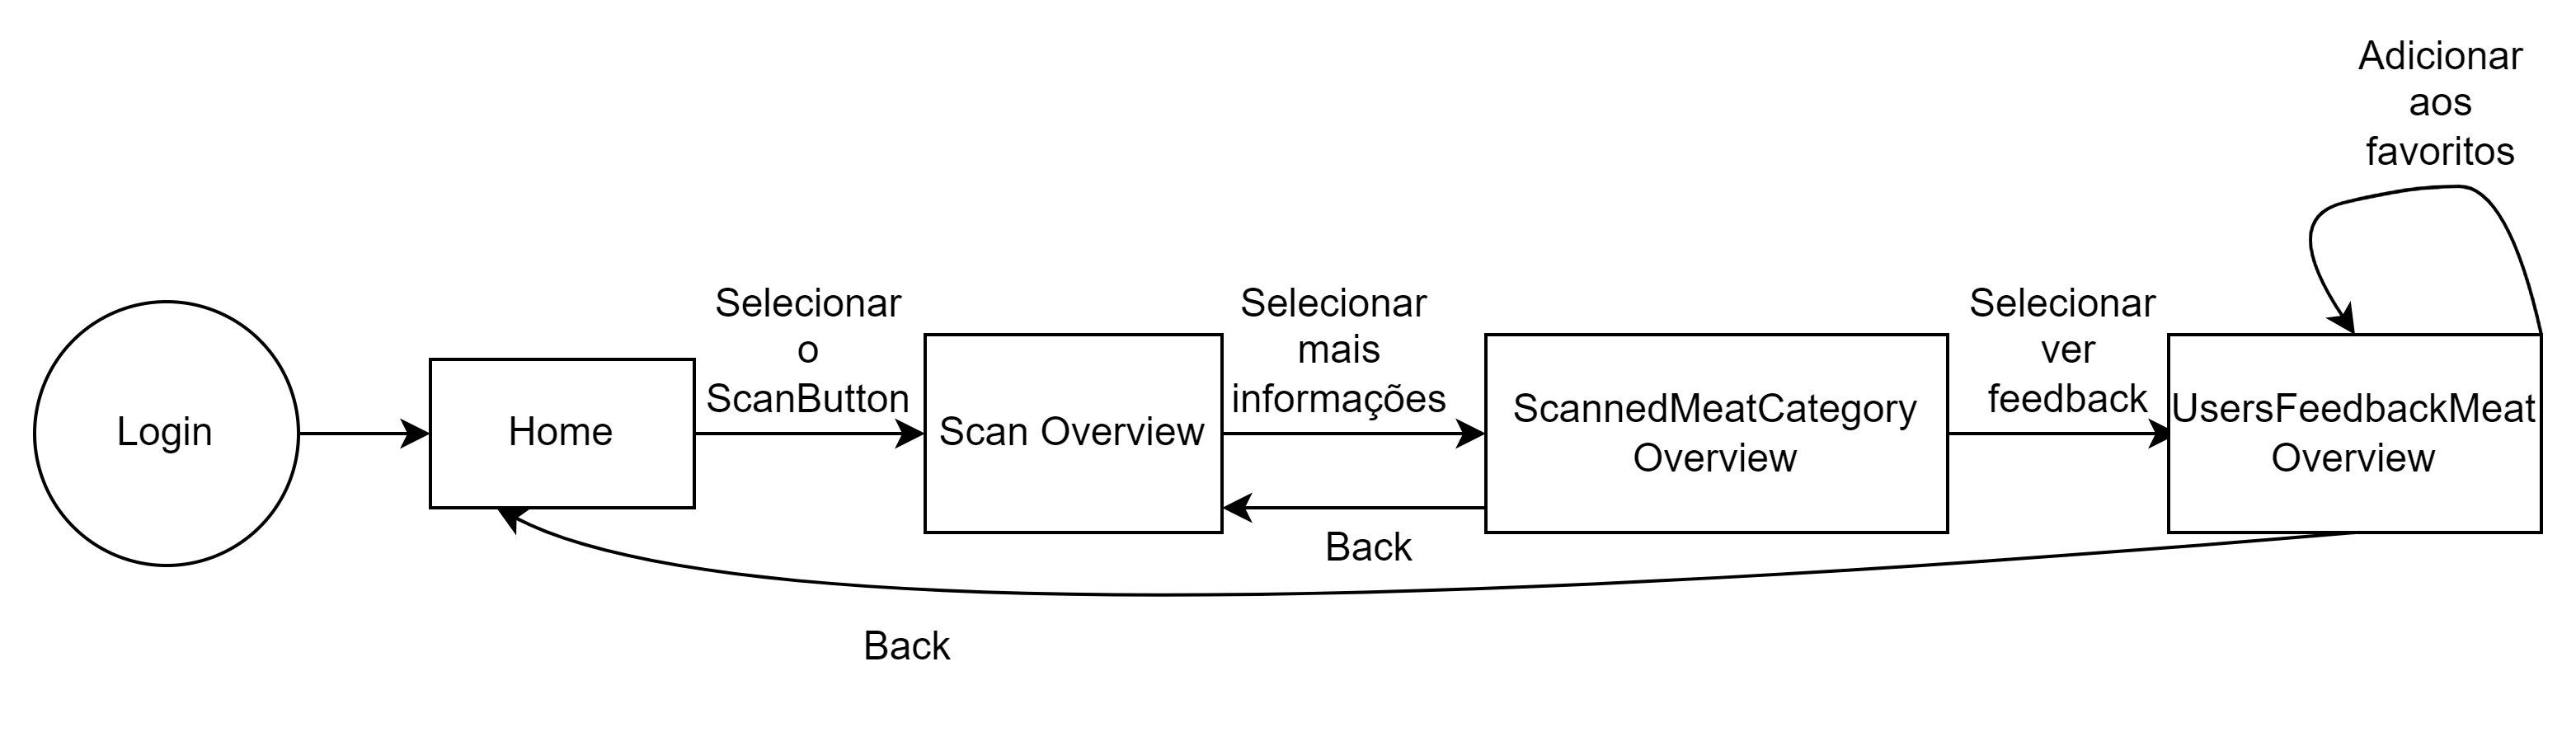 Adicionar
aos
favoritos
Selecionar
o
ScanButton
Selecionar
mais
informações
Selecionar
ver
feedback
Login
Home
Scan Overview
ScannedMeatCategory
Overview
UsersFeedbackMeat
Overview
Back
Back